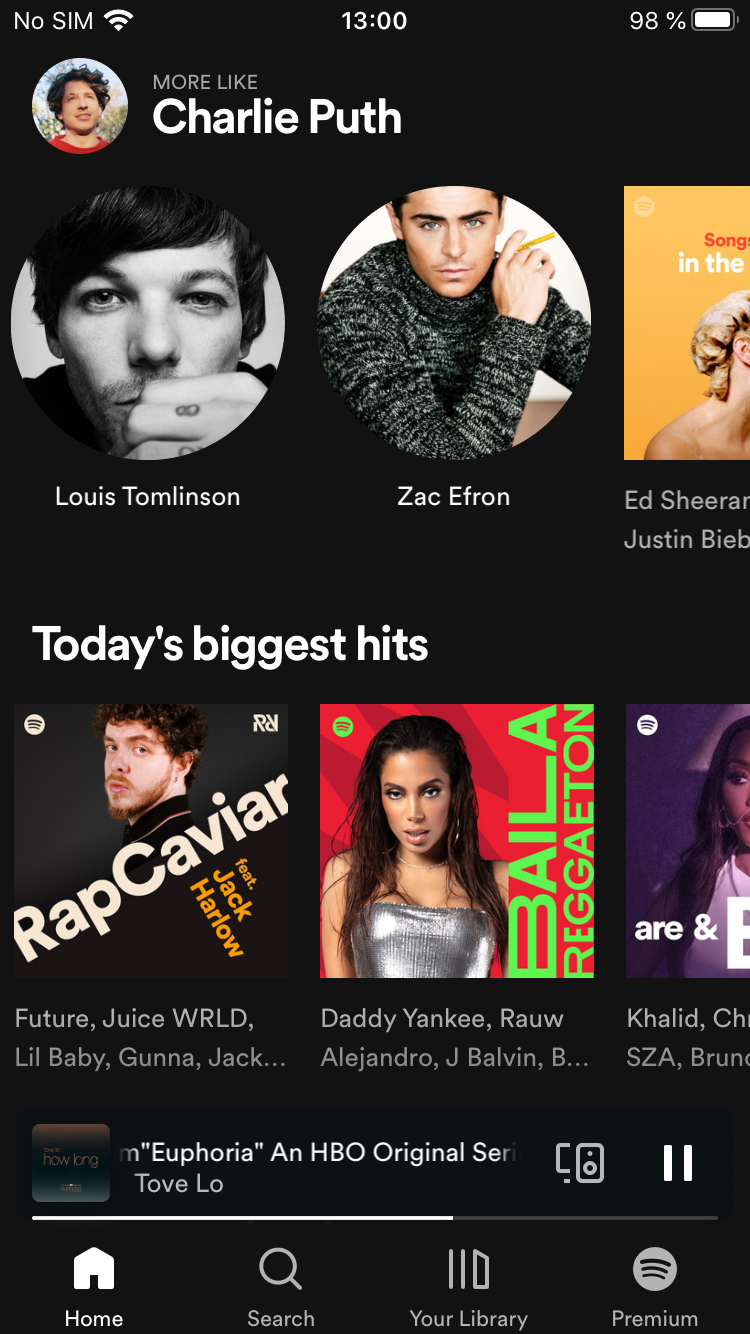 No SIM 13:00 98 %
MORE LIKE
Charlie Puth
Songs
in the
Louis Tomlinson
Zac Efron
Ed Sheeran
Justin Bieb
Today's biggest hits
RapCaviar
feat.
Jack
Harlow
BAILA
REGGAETON
are &
Future, Juice WRLD,
Lil Baby, Gunna, Jack...
Daddy Yankee, Rauw
Alejandro, J Balvin, B...
Khalid, Chr
SZA, Bruno
how long
m"Euphoria" An HBO Original Seri
Tove Lo
Home
Search
Your Library
Premium